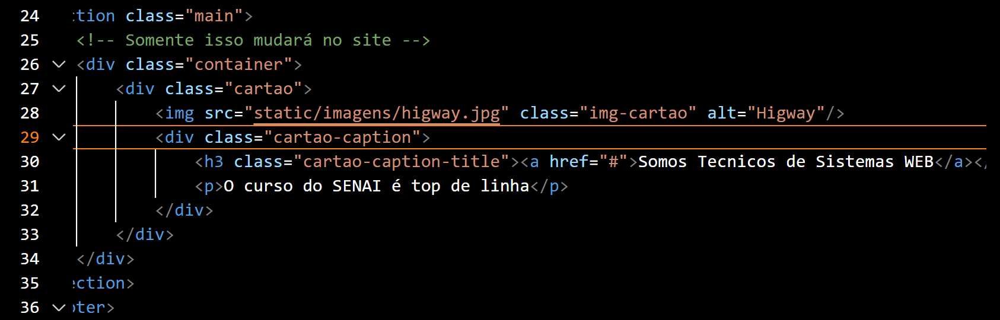 24 ction class="main">
25 <!-- Somente isso mudará no site -->
26 <div class="container">
27 <div class="cartao">
28 <img src="static/imagens/higway.jpg" class="img-cartao" alt="Higway"/>
29 <div class="cartao-caption">
30 <h3 class="cartao-caption-title"><a href="#">Somos Tecnicos de Sistemas WEB</a></
31 <p>O curso do SENAI é top de linha</p>
32 </div>
33 </div>
34 </div>
35 ection>
36 oter>